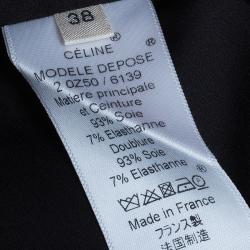 38
CÉLINE®
MODELE DEPOSE
2 0Z50 / 6139
Matière principale
et Ceinture
93% Soie
7% Elasthanne
Doublure
93% Soie
7% Elasthanne
Made in France
フランス製
法国制造